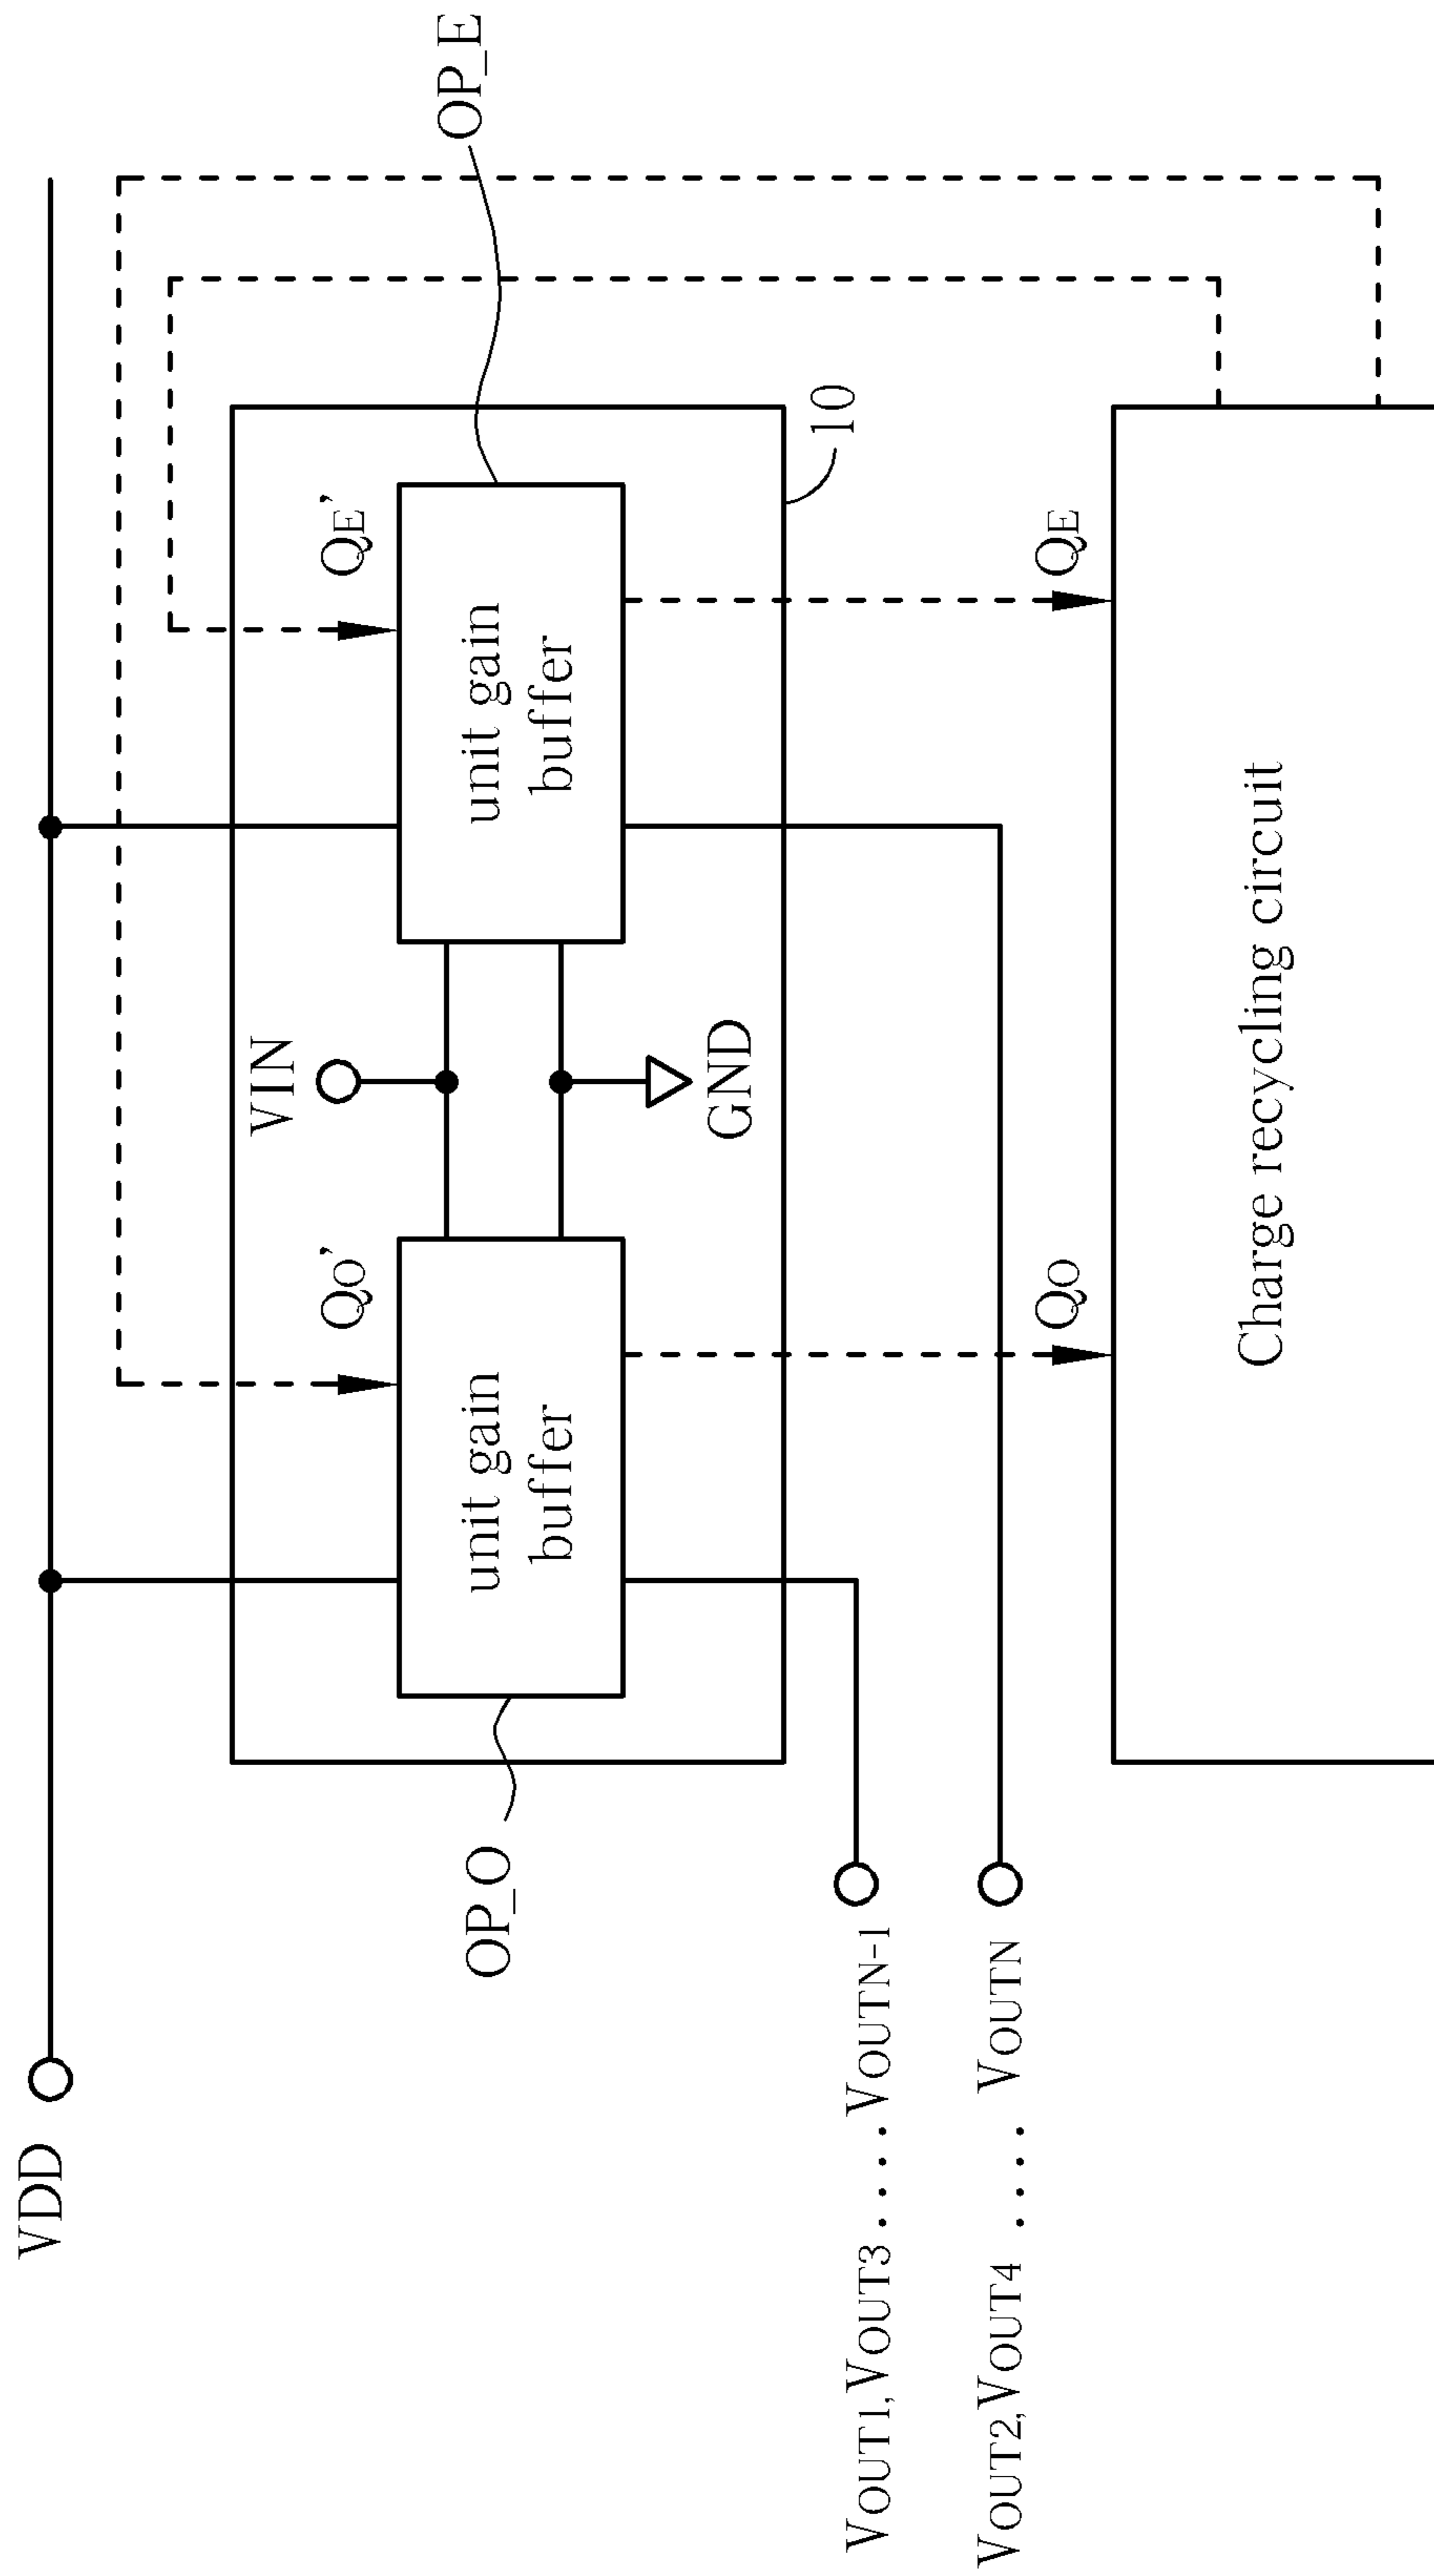 VDD
VIN
QO'
QE'
OP_O
unit gain
buffer
unit gain
buffer
OP_E
GND
10
VOUT1,VOUT3.....VOUTN-1
VOUT2,VOUT4 .... VOUTN
QO
QE
Charge recycling circuit